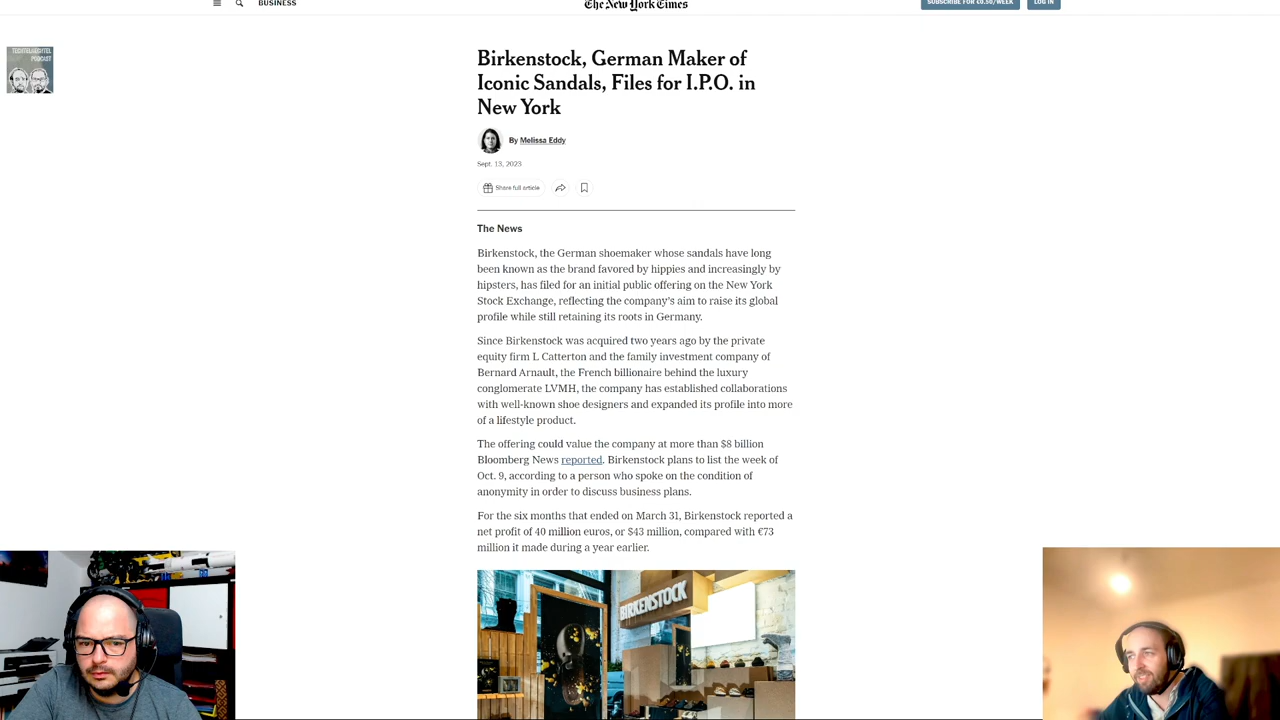 BUSINESS
The New York Times
SUBSCRIBE FOR €0.50/WEEK
LOG IN
PODCAST
Birkenstock, German Maker of
Iconic Sandals, Files for I.P.O. in
New York
By Melissa Eddy
Sept. 13, 2023
Share full article
The News
Birkenstock, the German shoemaker whose sandals have long
been known as the brand favored by hippies and increasingly by
hipsters, has filed for an initial public offering on the New York
Stock Exchange, reflecting the company's aim to raise its global
profile while still retaining its roots in Germany.
Since Birkenstock was acquired two years ago by the private
equity firm L Catterton and the family investment company of
Bernard Arnault, the French billionaire behind the luxury
conglomerate LVMH, the company has established collaborations
with well-known shoe designers and expanded its profile into more
of a lifestyle product.
The offering could value the company at more than $8 billion
Bloomberg News reported. Birkenstock plans to list the week of
Oct. 9, according to a person who spoke on the condition of
anonymity in order to discuss business plans.
For the six months that ended on March 31, Birkenstock reported a
net profit of 40 million euros, or $43 million, compared with €73
million it made during a year earlier.
BIRKENSTOCK